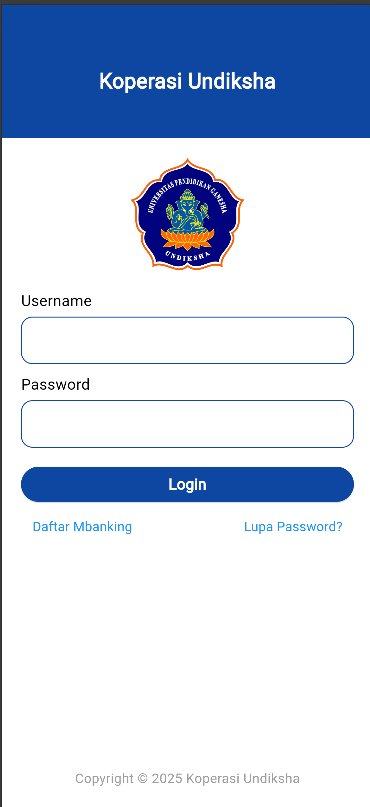 Koperasi Undiksha
UNIVERSITAS PENDIDIKAN GANESHA
UNDIKSHA
Username
Password
Login
Daftar Mbanking
Lupa Password?
Copyright © 2025 Koperasi Undiksha